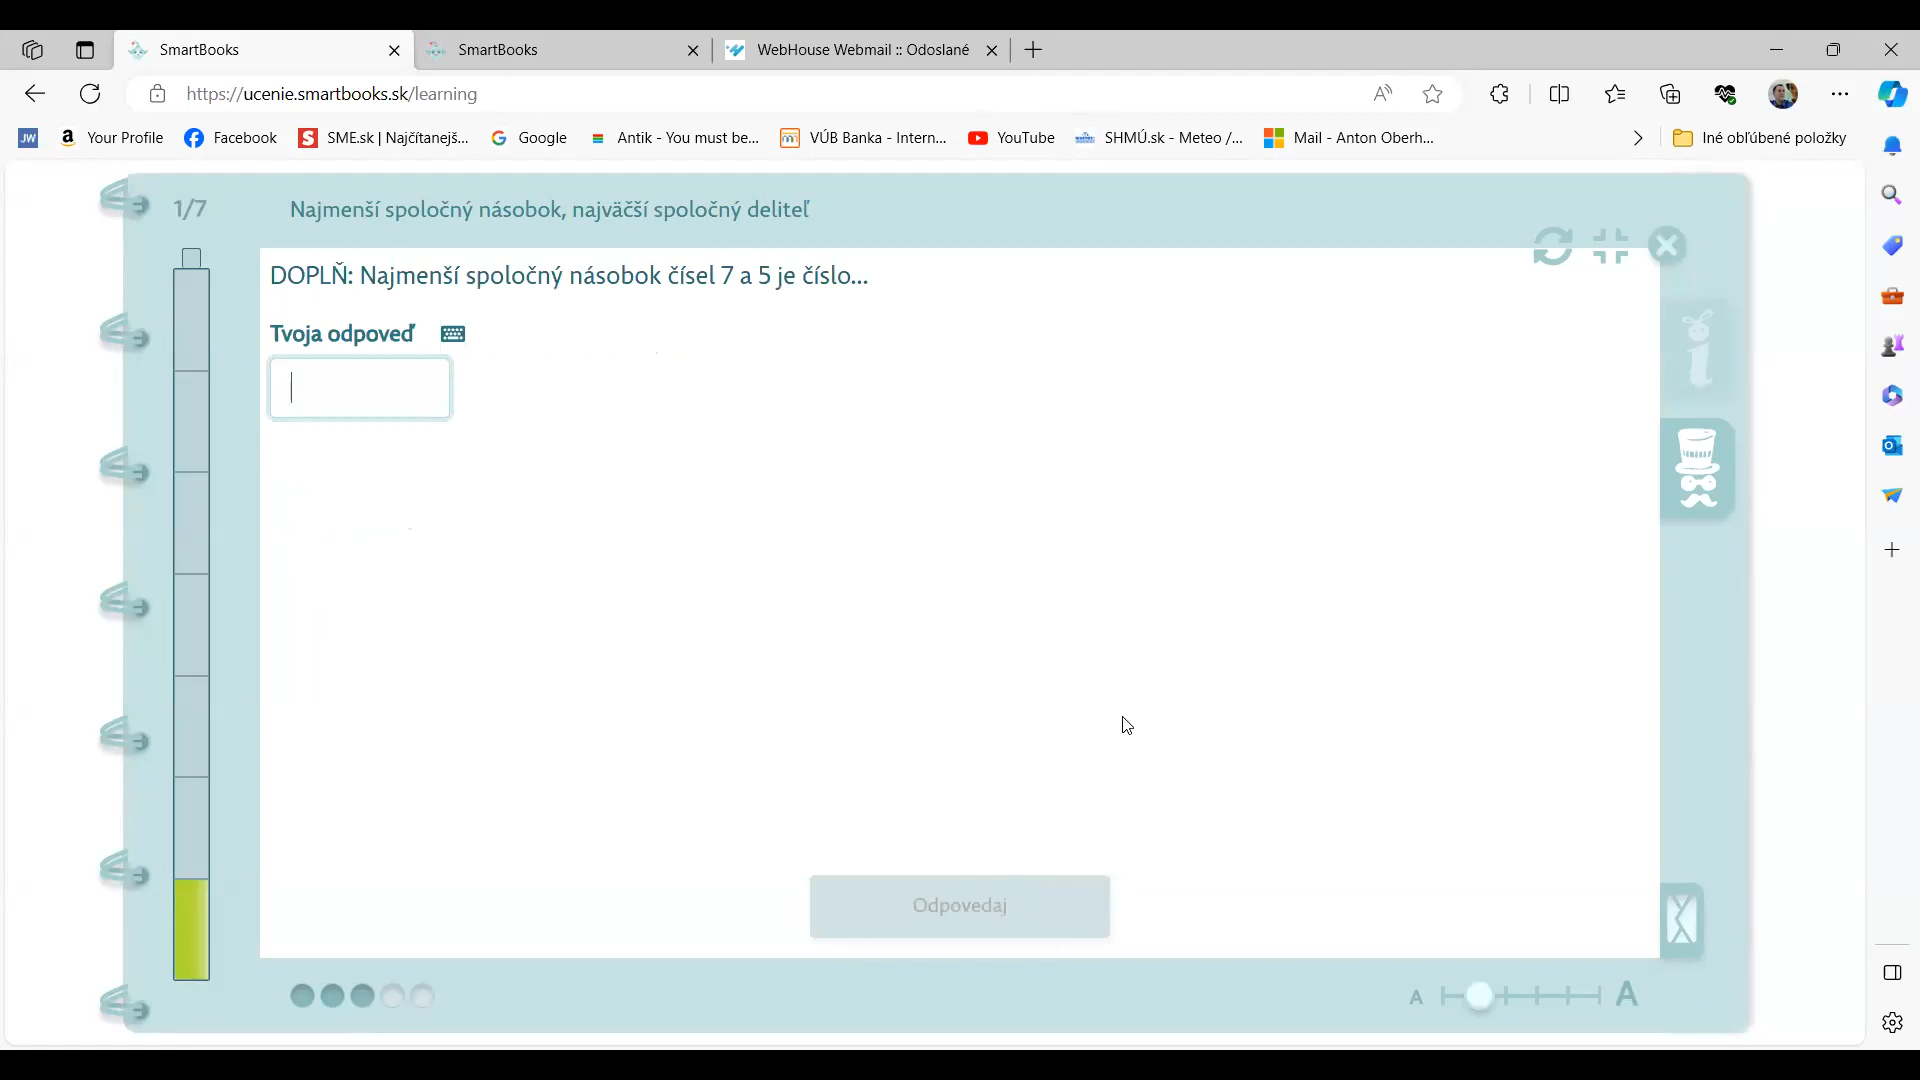 SmartBooks
SmartBooks
WebHouse Webmail :: Odoslané
https://ucenie.smartbooks.sk/learning
JW
Your Profile
Facebook
SME.sk | Najčítanejš...
Google
Antik - You must be...
VÚB Banka - Intern...
YouTube
SHMÚ.sk - Meteo /...
Mail - Anton Oberh...
Iné obľúbené položky
1/7
Najmenší spoločný násobok, najväčší spoločný deliteľ
DOPLŇ: Najmenší spoločný násobok čísel 7 a 5 je číslo...
Tvoja odpoveď
Odpovedaj
A
A